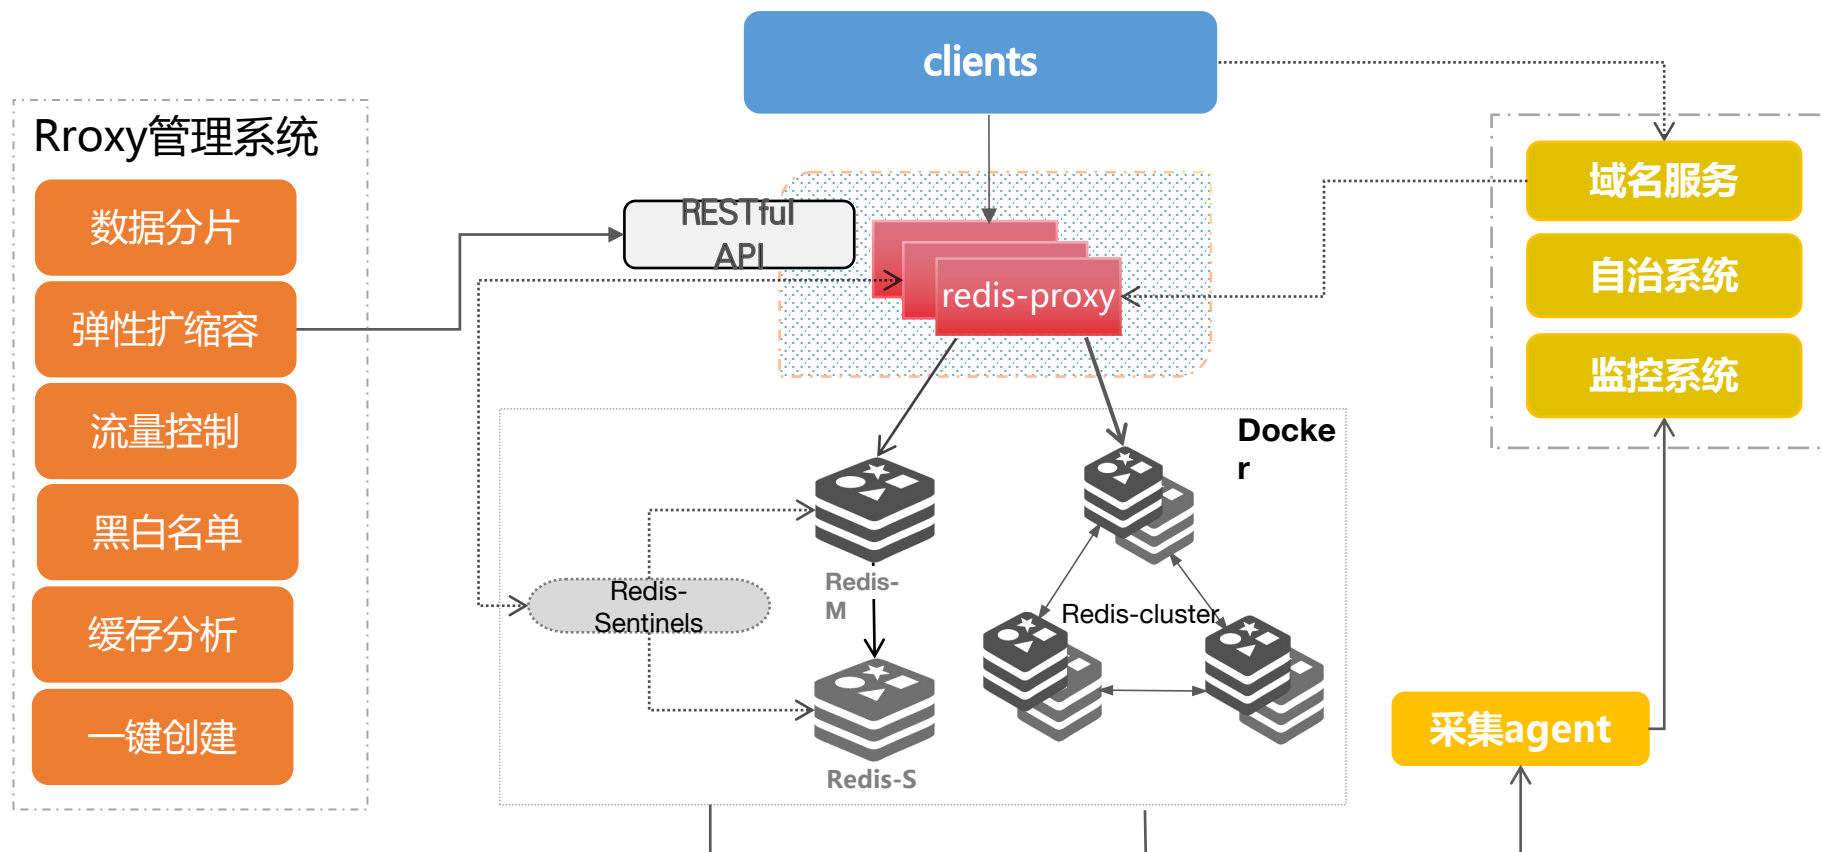 clients
Rroxy管理系统
数据分片
弹性扩缩容
流量控制
黑白名单
缓存分析
一键创建
RESTful
API
redis-proxy
域名服务
自治系统
监控系统
Docke
r
Redis-
M
Redis-
Sentinels
Redis-cluster
Redis-S
采集agent